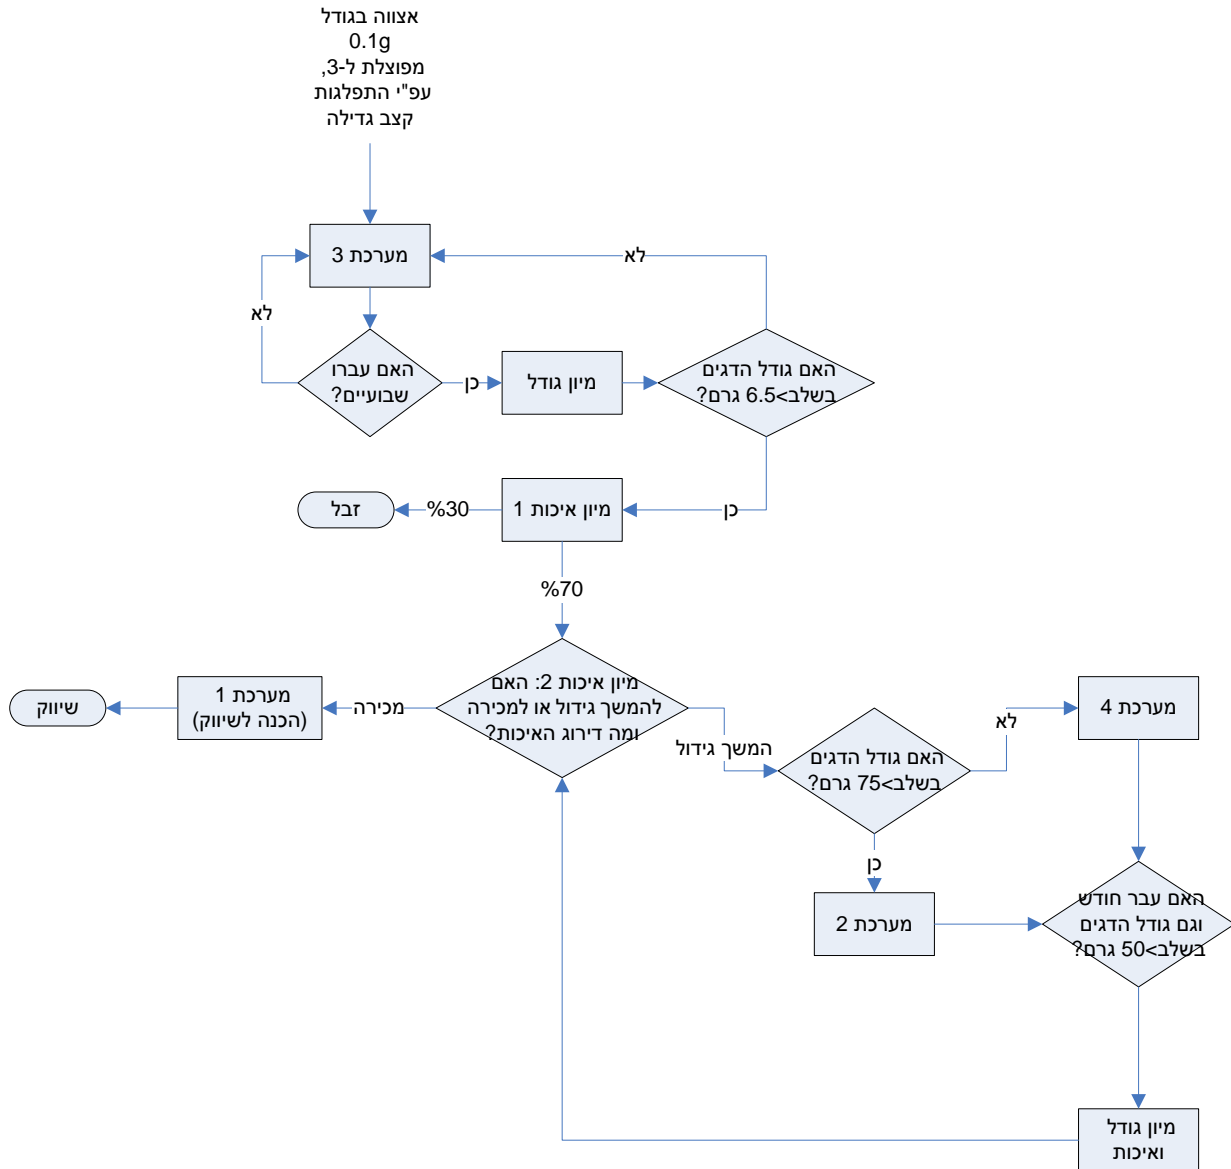 אצווה בגודל
0.1g
מפוצלת ל-3,
עפ"י התפלגות
קצב גדילה
מערכת 3
לא
לא
האם עברו
שבועיים?
כן
מיון גודל
האם גודל הדגים
בשלב>6.5 גרם?
כן
מיון איכות 1
%30
זבל
%70
מיון איכות 2: האם
להמשך גידול או למכירה
ומה דירוג האיכות?
מכירה
מערכת 1
(הכנה לשיווק)
שיווק
המשך גידול
האם גודל הדגים
בשלב>75 גרם?
לא
מערכת 4
כן
מערכת 2
האם עבר חודש
וגם גודל הדגים
בשלב>50 גרם?
מיון גודל
ואיכות